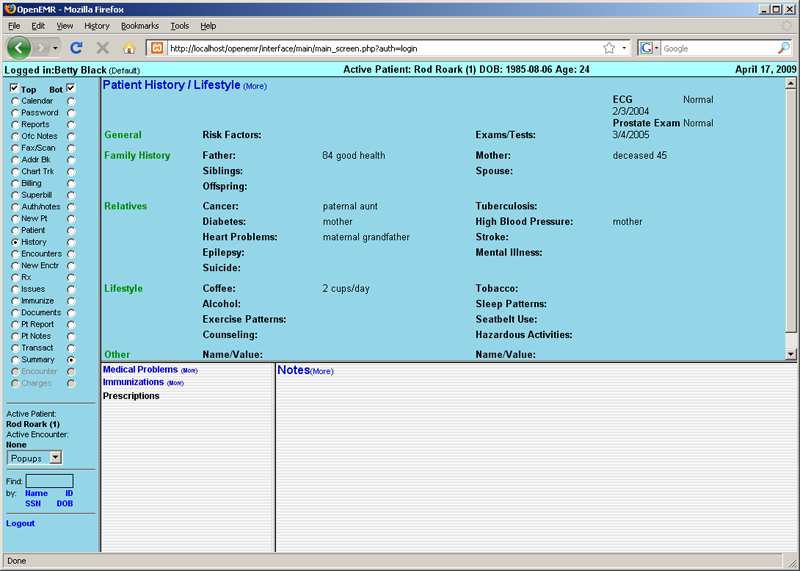 OpenEMR - Mozilla Firefox
File Edit View History Bookmarks Tools Help
http://localhost/openemr/interface/main/main_screen.php?auth=login
Google
Logged in:Betty Black (Default) Active Patient: Rod Roark (1) DOB: 1985-08-06 Age: 24 April 17, 2009
Top Bot
Calendar
Password
Reports
Ofc Notes
Fax/Scan
Addr Bk
Chart Trk
Billing
Superbill
Auth/notes
New Pt
Patient
History
Encounters
New Enctr
Rx
Issues
Immunize
Documents
Pt Report
Pt Notes
Transact
Summary
Encounter
Charges
Active Patient:
Rod Roark (1)
Active Encounter:
None
Popups
Find:
by: Name ID
SSN DOB
Logout
Patient History / Lifestyle (More)
ECG Normal
2/3/2004
Prostate Exam Normal
General Risk Factors: Exams/Tests: 3/4/2005
Family History Father: 84 good health Mother: deceased 45
Siblings: Spouse:
Offspring:
Relatives Cancer: paternal aunt Tuberculosis:
Diabetes: mother High Blood Pressure: mother
Heart Problems: maternal grandfather Stroke:
Epilepsy: Mental Illness:
Suicide:
Lifestyle Coffee: 2 cups/day Tobacco:
Alcohol: Sleep Patterns:
Exercise Patterns: Seatbelt Use:
Counseling: Hazardous Activities:
Other Name/Value: Name/Value:
Medical Problems (More)
Immunizations (More)
Prescriptions
Notes(More)
Done